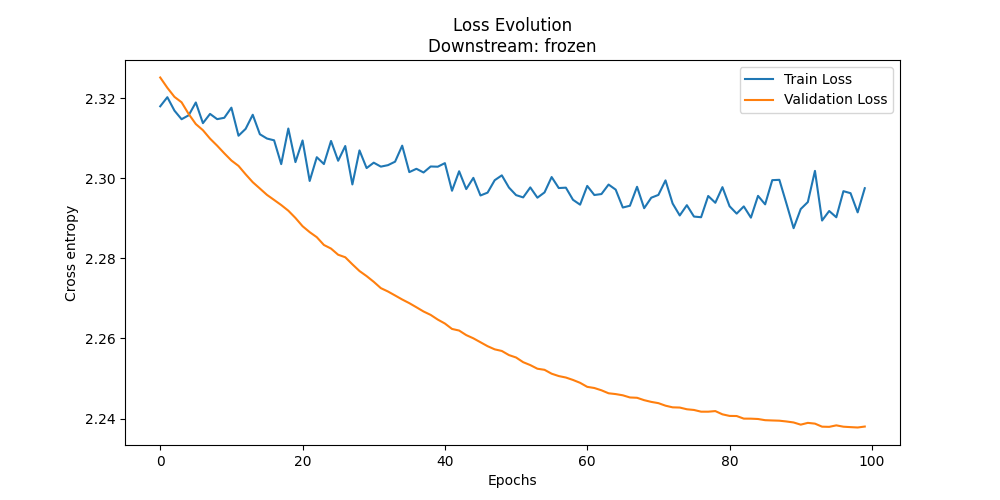 Loss Evolution
Downstream: frozen
Train Loss
Validation Loss
2.32
2.30
2.28
2.26
2.24
Cross entropy
0
20
40
60
80
100
Epochs